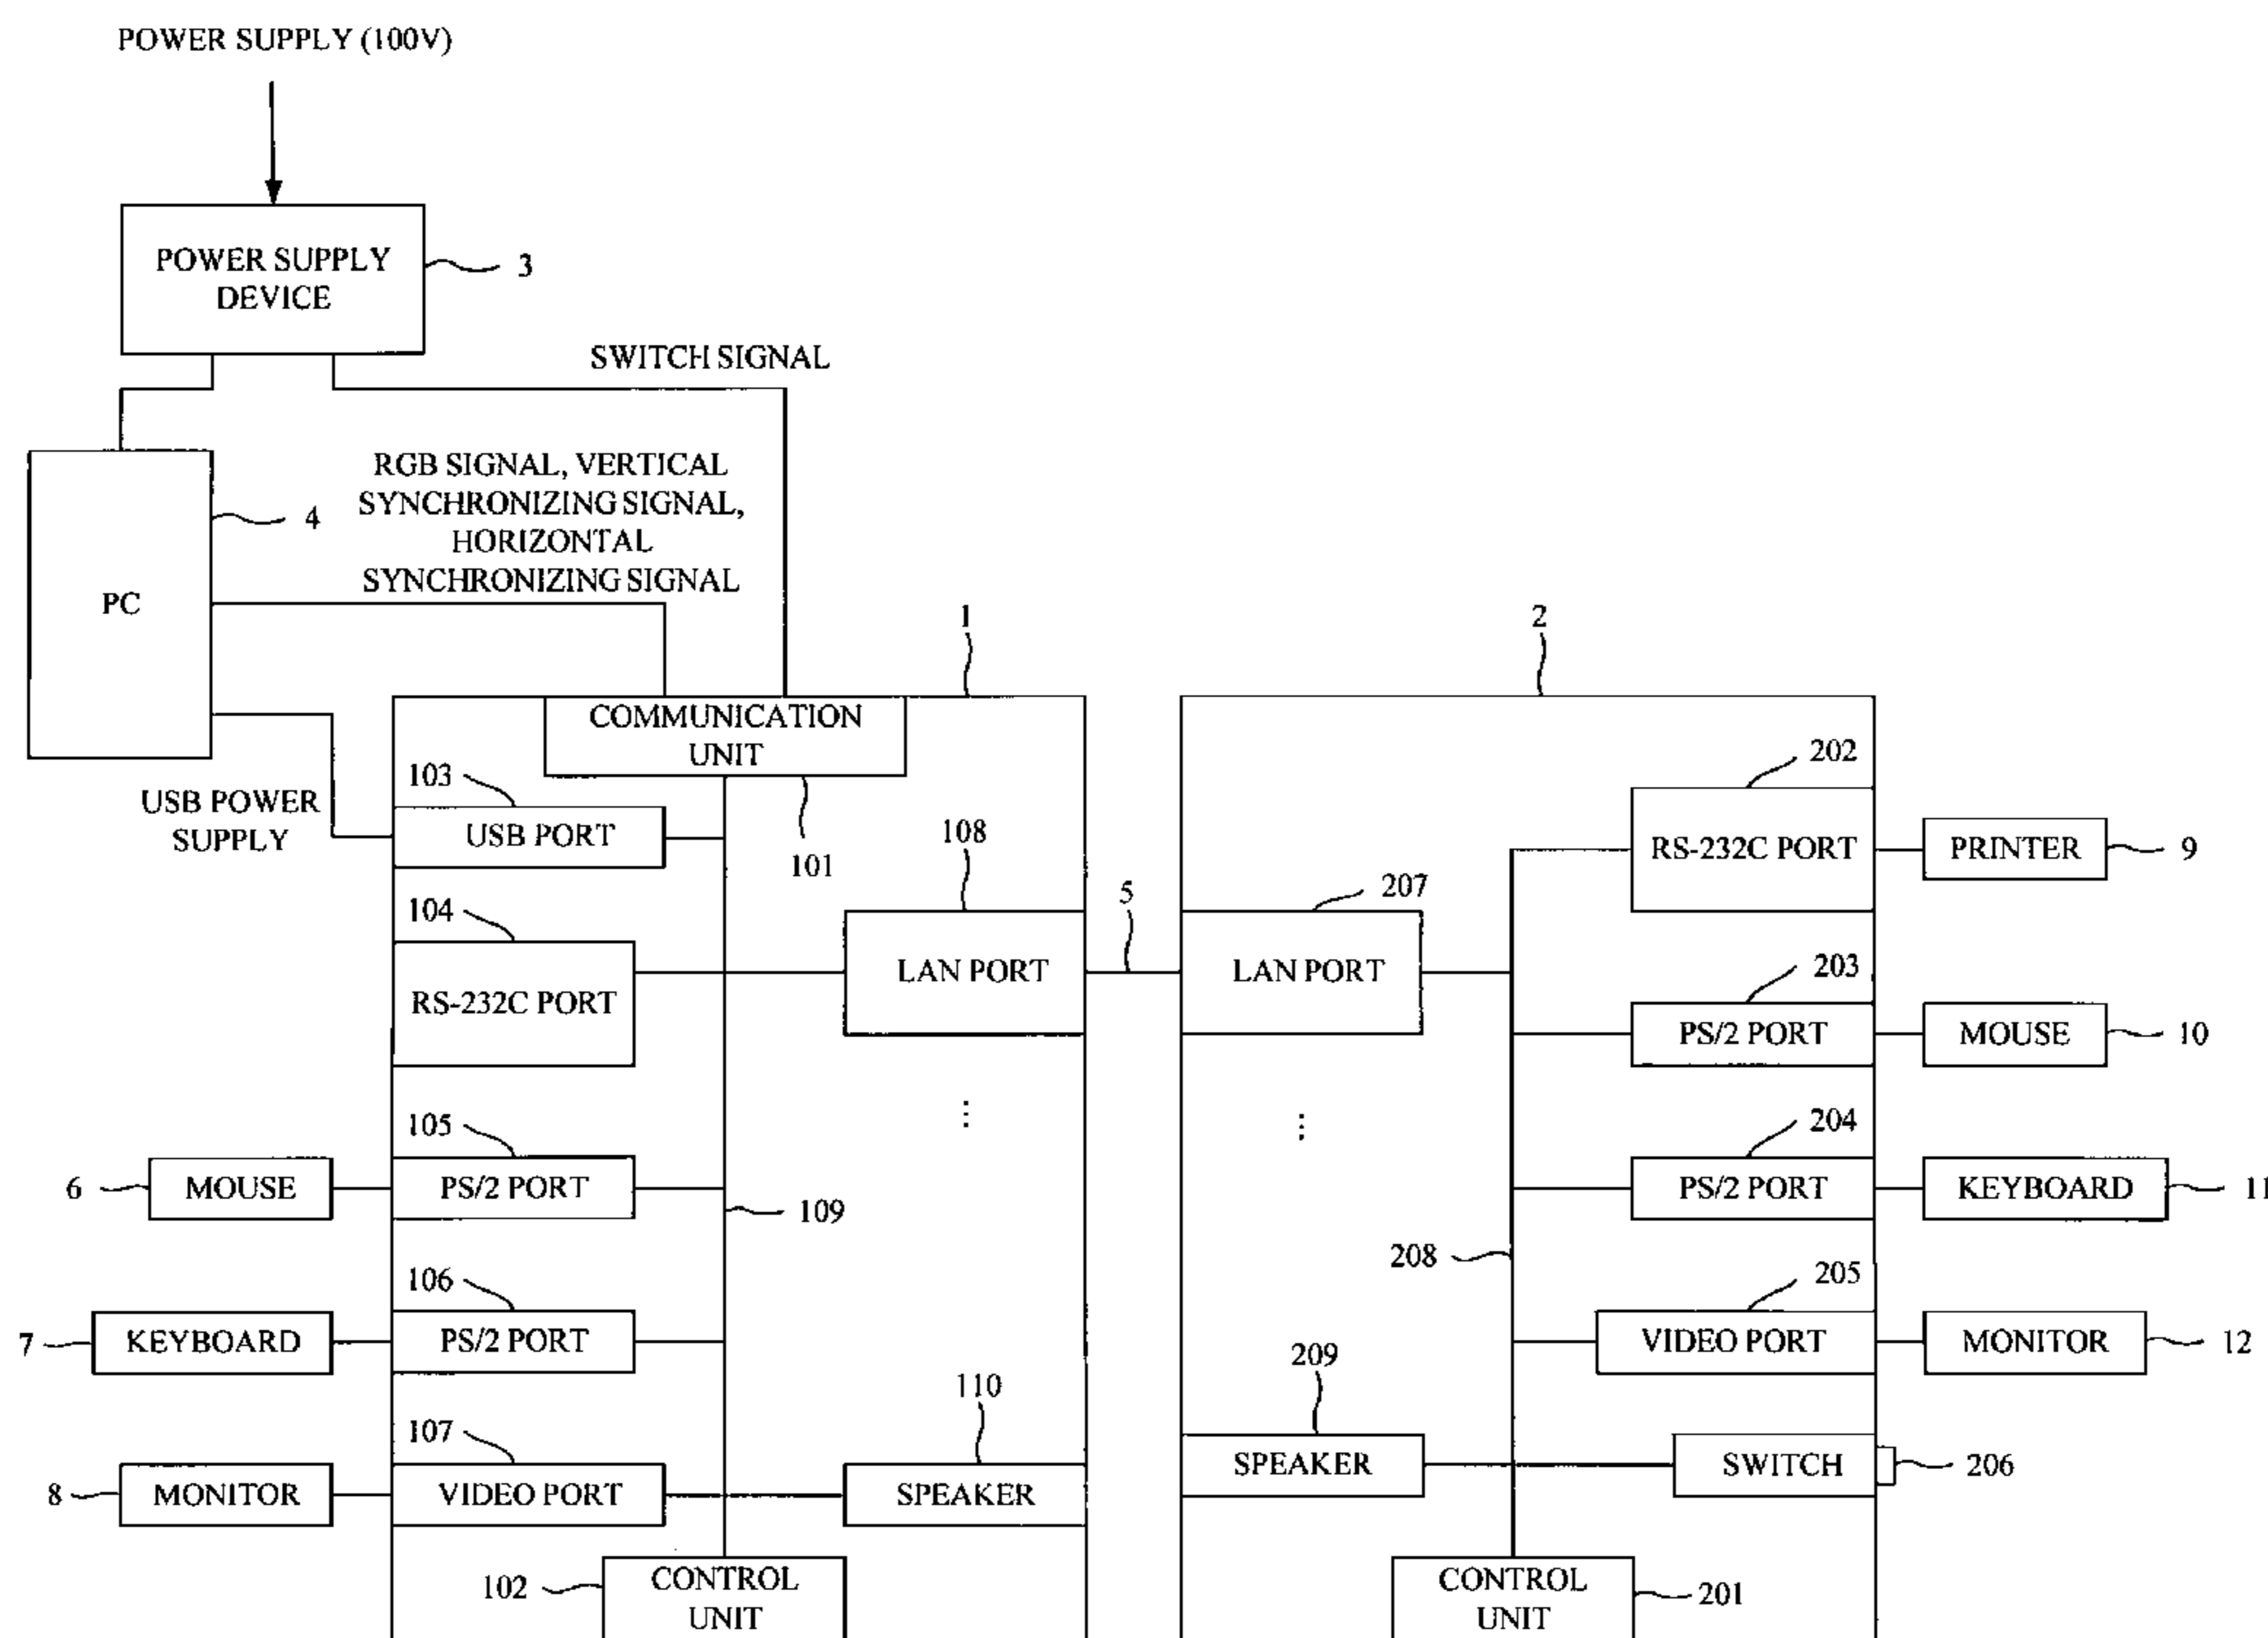 POWER SUPPLY (100V)
POWER SUPPLY
DEVICE
3
SWITCH SIGNAL
RGB SIGNAL, VERTICAL
SYNCHRONIZING SIGNAL,
HORIZONTAL
SYNCHRONIZING SIGNAL
4
PC
1
2
COMMUNICATION
UNIT
101
USB POWER
SUPPLY
103
USB PORT
108
LAN PORT
5
207
LAN PORT
202
RS-232C PORT
PRINTER
9
104
RS-232C PORT
203
PS/2 PORT
MOUSE
10
105
6
MOUSE
PS/2 PORT
109
204
PS/2 PORT
KEYBOARD
11
208
106
7
KEYBOARD
PS/2 PORT
205
VIDEO PORT
MONITOR
12
107
8
MONITOR
VIDEO PORT
110
SPEAKER
209
SPEAKER
SWITCH
206
102
CONTROL
UNIT
CONTROL
UNIT
201